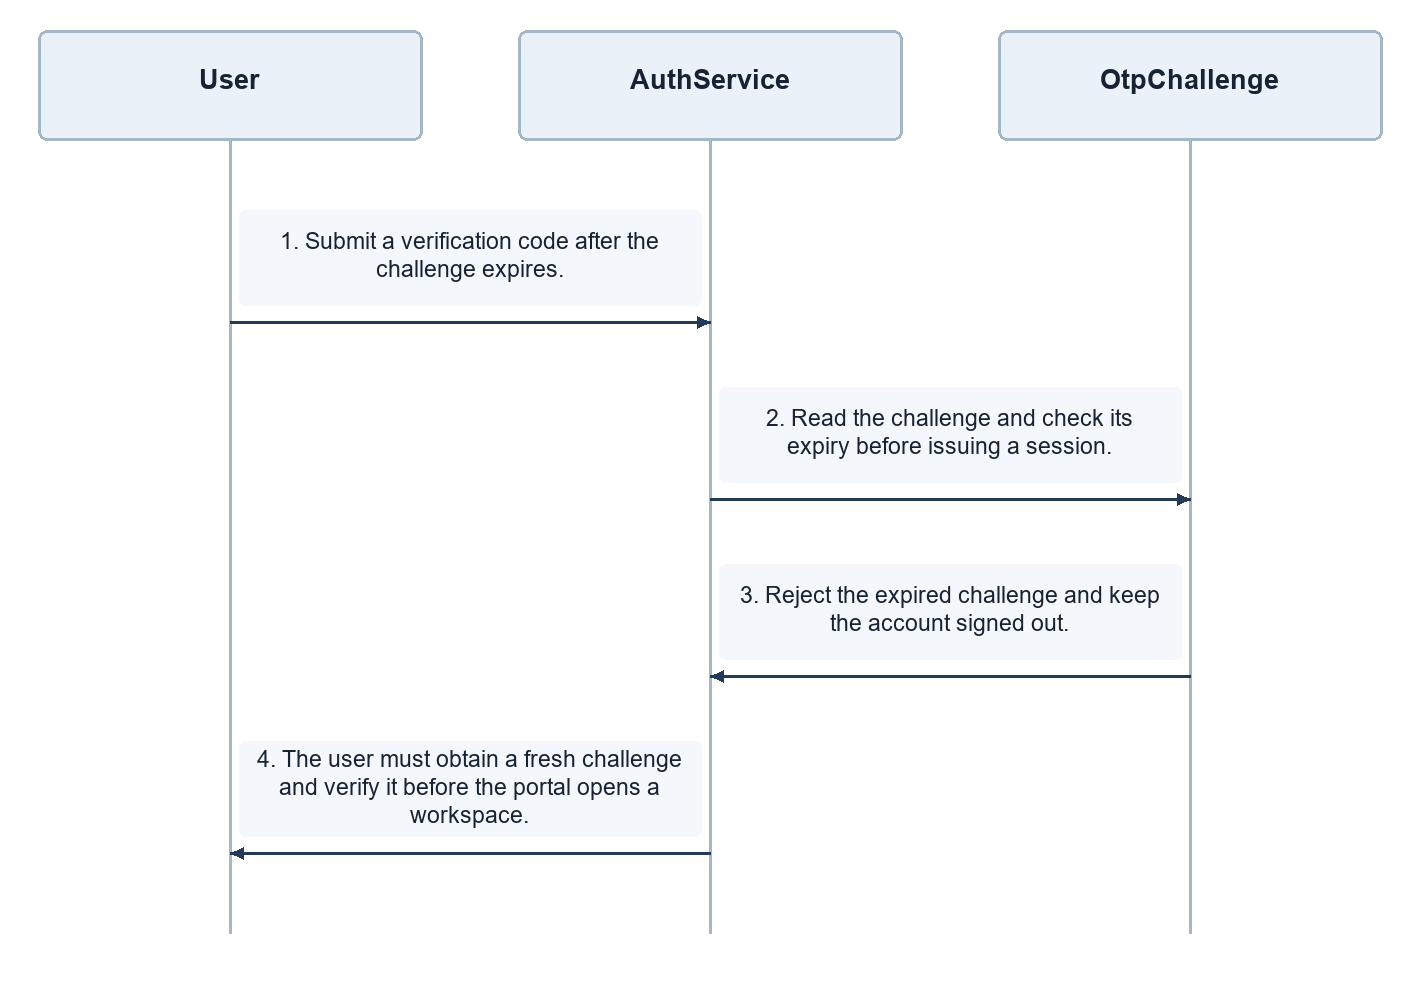 User
AuthService
OtpChallenge
1. Submit a verification code after the
challenge expires.
2. Read the challenge and check its
expiry before issuing a session.
3. Reject the expired challenge and keep
the account signed out.
4. The user must obtain a fresh challenge
and verify it before the portal opens a
workspace.